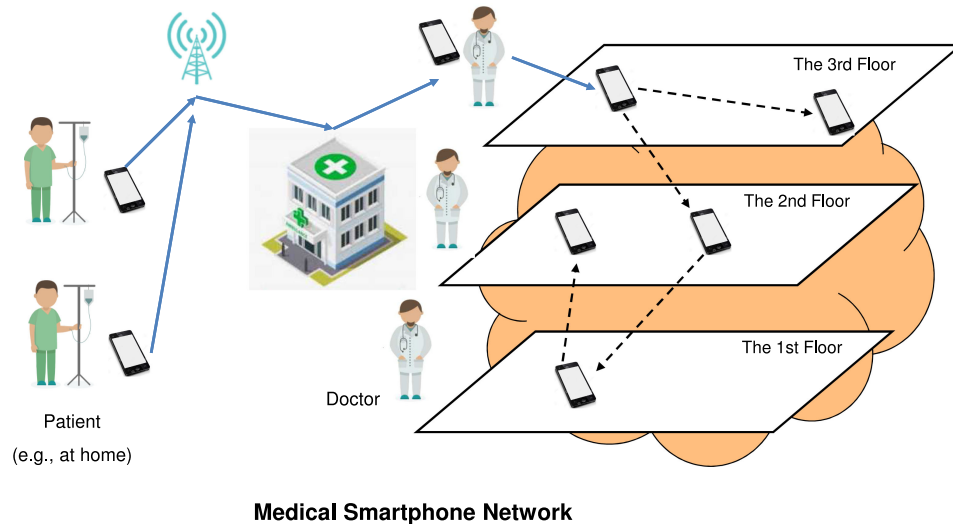 The 3rd Floor
The 2nd Floor
The 1st Floor
Doctor
Patient
(e.g., at home)
Medical Smartphone Network